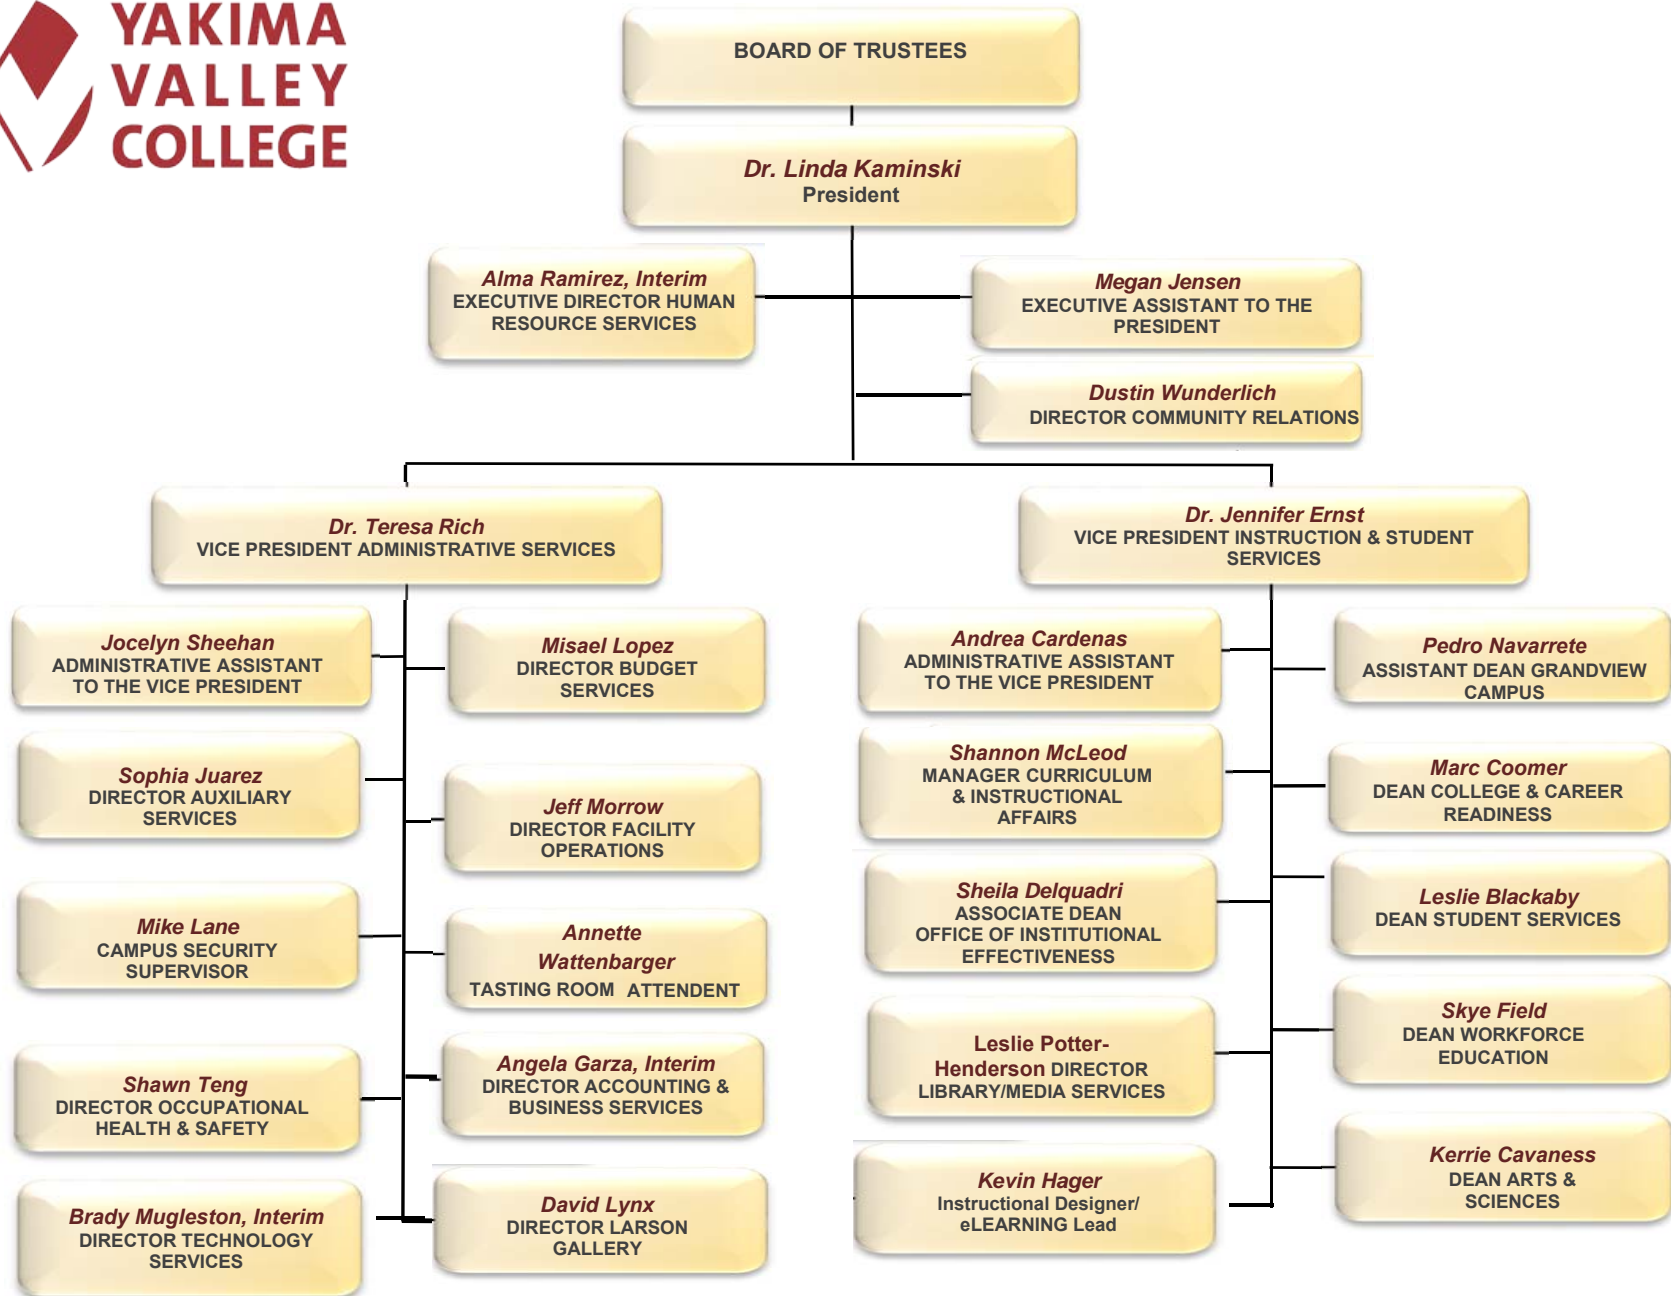 YAKIMA
VALLEY
COLLEGE
BOARD OF TRUSTEES
Dr. Linda Kaminski
President
Alma Ramirez, Interim
EXECUTIVE DIRECTOR HUMAN
RESOURCE SERVICES
Megan Jensen
EXECUTIVE ASSISTANT TO THE
PRESIDENT
Dustin Wunderlich
DIRECTOR COMMUNITY RELATIONS
Dr. Teresa Rich
VICE PRESIDENT ADMINISTRATIVE SERVICES
Dr. Jennifer Ernst
VICE PRESIDENT INSTRUCTION & STUDENT
SERVICES
Jocelyn Sheehan
ADMINISTRATIVE ASSISTANT
TO THE VICE PRESIDENT
Misael Lopez
DIRECTOR BUDGET
SERVICES
Sophia Juarez
DIRECTOR AUXILIARY
SERVICES
Jeff Morrow
DIRECTOR FACILITY
OPERATIONS
Mike Lane
CAMPUS SECURITY
SUPERVISOR
Annette
Wattenbarger
TASTING ROOM ATTENDENT
Shawn Teng
DIRECTOR OCCUPATIONAL
HEALTH & SAFETY
Angela Garza, Interim
DIRECTOR ACCOUNTING &
BUSINESS SERVICES
Brady Mugleston, Interim
DIRECTOR TECHNOLOGY
SERVICES
David Lynx
DIRECTOR LARSON
GALLERY
Andrea Cardenas
ADMINISTRATIVE ASSISTANT
TO THE VICE PRESIDENT
Pedro Navarrete
ASSISTANT DEAN GRANDVIEW
CAMPUS
Shannon McLeod
MANAGER CURRICULUM
& INSTRUCTIONAL
AFFAIRS
Marc Coomer
DEAN COLLEGE & CAREER
READINESS
Sheila Delquadri
ASSOCIATE DEAN
OFFICE OF INSTITUTIONAL
EFFECTIVENESS
Leslie Blackaby
DEAN STUDENT SERVICES
Leslie Potter-
Henderson DIRECTOR
LIBRARY/MEDIA SERVICES
Skye Field
DEAN WORKFORCE
EDUCATION
Kevin Hager
Instructional Designer/
eLEARNING Lead
Kerrie Cavaness
DEAN ARTS &
SCIENCES